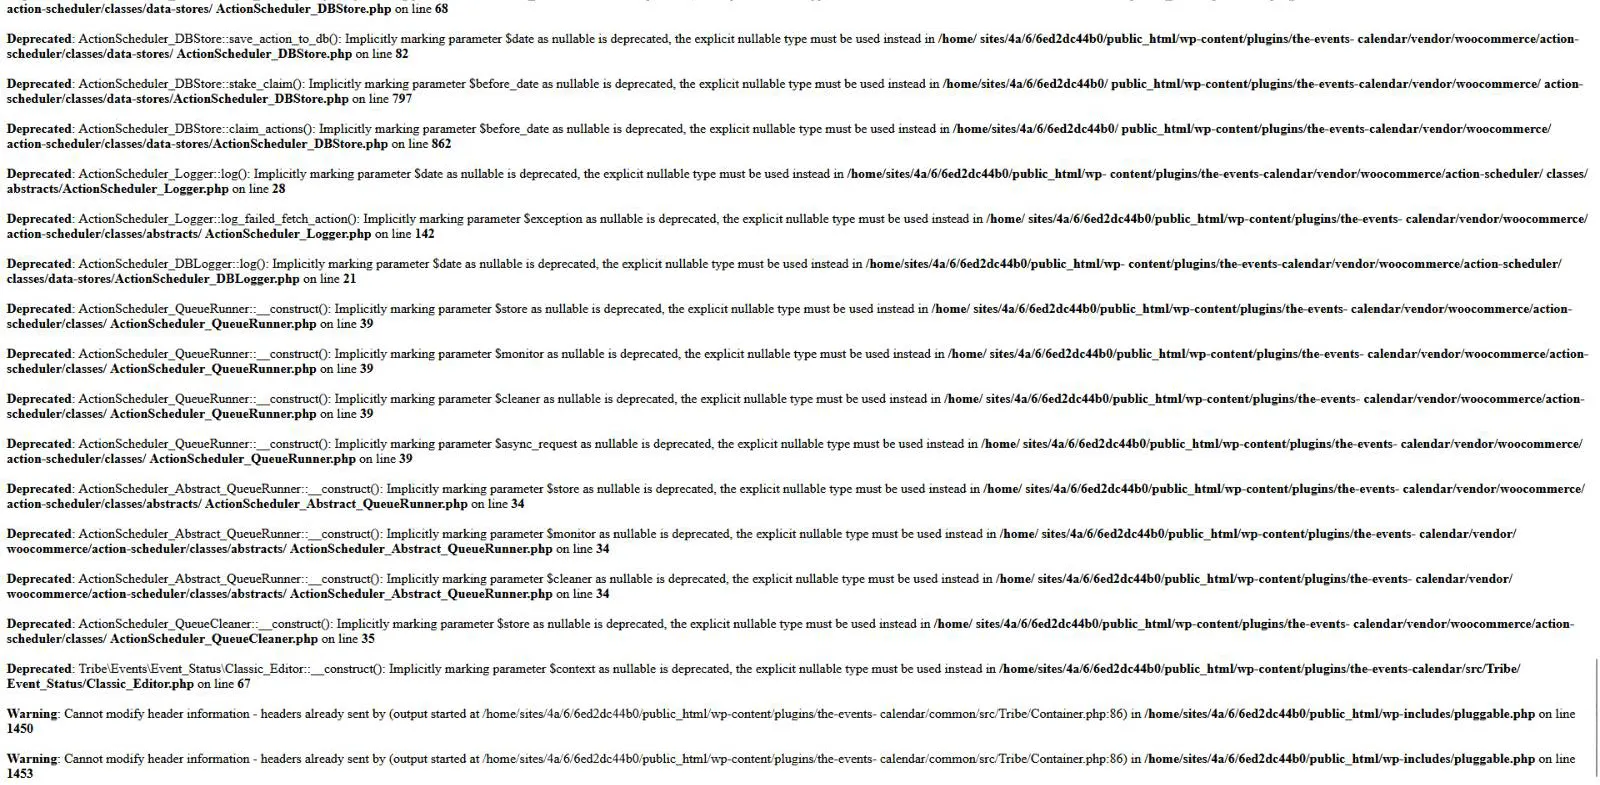 action-scheduler/classes/data-stores/ ActionScheduler_DBStore.php on line 68
Deprecated: ActionScheduler_DBStore::save_action_to_db(): Implicitly marking parameter $date as nullable is deprecated, the explicit nullable type must be used instead in /home/ sites/4a/6/6ed2dc44b0/public_html/wp-content/plugins/the-events- calendar/vendor/woocommerce/action-
scheduler/classes/data-stores/ ActionScheduler_DBStore.php on line 82
Deprecated: ActionScheduler_DBStore::stake_claim(): Implicitly marking parameter $before_date as nullable is deprecated, the explicit nullable type must be used instead in /home/sites/4a/6/6ed2dc44b0/ public_html/wp-content/plugins/the-events-calendar/vendor/woocommerce/ action-
scheduler/classes/data-stores/ActionScheduler_DBStore.php on line 797
Deprecated: ActionScheduler_DBStore::claim_actions(): Implicitly marking parameter $before_date as nullable is deprecated, the explicit nullable type must be used instead in /home/sites/4a/6/6ed2dc44b0/ public_html/wp-content/plugins/the-events-calendar/vendor/woocommerce/
action-scheduler/classes/data-stores/ActionScheduler_DBStore.php on line 862
Deprecated: ActionScheduler_Logger::log(): Implicitly marking parameter $date as nullable is deprecated, the explicit nullable type must be used instead in /home/sites/4a/6/6ed2dc44b0/public_html/wp- content/plugins/the-events-calendar/vendor/woocommerce/action-scheduler/ classes/
abstracts/ActionScheduler_Logger.php on line 28
Deprecated: ActionScheduler_Logger::log_failed_fetch_action(): Implicitly marking parameter $exception as nullable is deprecated, the explicit nullable type must be used instead in /home/ sites/4a/6/6ed2dc44b0/public_html/wp-content/plugins/the-events- calendar/vendor/woocommerce/
action-scheduler/classes/abstracts/ ActionScheduler_Logger.php on line 142
Deprecated: ActionScheduler_DBLogger::log(): Implicitly marking parameter $date as nullable is deprecated, the explicit nullable type must be used instead in /home/sites/4a/6/6ed2dc44b0/public_html/wp- content/plugins/the-events-calendar/vendor/woocommerce/action-scheduler/
classes/data-stores/ActionScheduler_DBLogger.php on line 21
Deprecated: ActionScheduler_QueueRunner::__construct(): Implicitly marking parameter $store as nullable is deprecated, the explicit nullable type must be used instead in /home/ sites/4a/6/6ed2dc44b0/public_html/wp-content/plugins/the-events- calendar/vendor/woocommerce/action-
scheduler/classes/ ActionScheduler_QueueRunner.php on line 39
Deprecated: ActionScheduler_QueueRunner::__construct(): Implicitly marking parameter $monitor as nullable is deprecated, the explicit nullable type must be used instead in /home/ sites/4a/6/6ed2dc44b0/public_html/wp-content/plugins/the-events- calendar/vendor/woocommerce/action-
scheduler/classes/ ActionScheduler_QueueRunner.php on line 39
Deprecated: ActionScheduler_QueueRunner::__construct(): Implicitly marking parameter $cleaner as nullable is deprecated, the explicit nullable type must be used instead in /home/ sites/4a/6/6ed2dc44b0/public_html/wp-content/plugins/the-events- calendar/vendor/woocommerce/action-
scheduler/classes/ ActionScheduler_QueueRunner.php on line 39
Deprecated: ActionScheduler_QueueRunner::__construct(): Implicitly marking parameter $async_request as nullable is deprecated, the explicit nullable type must be used instead in /home/ sites/4a/6/6ed2dc44b0/public_html/wp-content/plugins/the-events- calendar/vendor/woocommerce/
action-scheduler/classes/ ActionScheduler_QueueRunner.php on line 39
Deprecated: ActionScheduler_Abstract_QueueRunner::__construct(): Implicitly marking parameter $store as nullable is deprecated, the explicit nullable type must be used instead in /home/ sites/4a/6/6ed2dc44b0/public_html/wp-content/plugins/the-events- calendar/vendor/woocommerce/
action-scheduler/classes/abstracts/ ActionScheduler_Abstract_QueueRunner.php on line 34
Deprecated: ActionScheduler_Abstract_QueueRunner::__construct(): Implicitly marking parameter $monitor as nullable is deprecated, the explicit nullable type must be used instead in /home/ sites/4a/6/6ed2dc44b0/public_html/wp-content/plugins/the-events- calendar/vendor/
woocommerce/action-scheduler/classes/abstracts/ ActionScheduler_Abstract_QueueRunner.php on line 34
Deprecated: ActionScheduler_Abstract_QueueRunner::__construct(): Implicitly marking parameter $cleaner as nullable is deprecated, the explicit nullable type must be used instead in /home/ sites/4a/6/6ed2dc44b0/public_html/wp-content/plugins/the-events- calendar/vendor/
woocommerce/action-scheduler/classes/abstracts/ ActionScheduler_Abstract_QueueRunner.php on line 34
Deprecated: ActionScheduler_QueueCleaner::__construct(): Implicitly marking parameter $store as nullable is deprecated, the explicit nullable type must be used instead in /home/ sites/4a/6/6ed2dc44b0/public_html/wp-content/plugins/the-events- calendar/vendor/woocommerce/action-
scheduler/classes/ ActionScheduler_QueueCleaner.php on line 35
Deprecated: Tribe\Events\Event_Status\Classic_Editor::__construct(): Implicitly marking parameter $context as nullable is deprecated, the explicit nullable type must be used instead in /home/sites/4a/6/6ed2dc44b0/public_html/wp-content/plugins/the-events-calendar/src/Tribe/
Event_Status/Classic_Editor.php on line 67
Warning: Cannot modify header information - headers already sent by (output started at /home/sites/4a/6/6ed2dc44b0/public_html/wp-content/plugins/the-events- calendar/common/src/Tribe/Container.php:86) in /home/sites/4a/6/6ed2dc44b0/public_html/wp-includes/pluggable.php on line
1450
Warning: Cannot modify header information - headers already sent by (output started at /home/sites/4a/6/6ed2dc44b0/public_html/wp-content/plugins/the-events- calendar/common/src/Tribe/Container.php:86) in /home/sites/4a/6/6ed2dc44b0/public_html/wp-includes/pluggable.php on line
1453